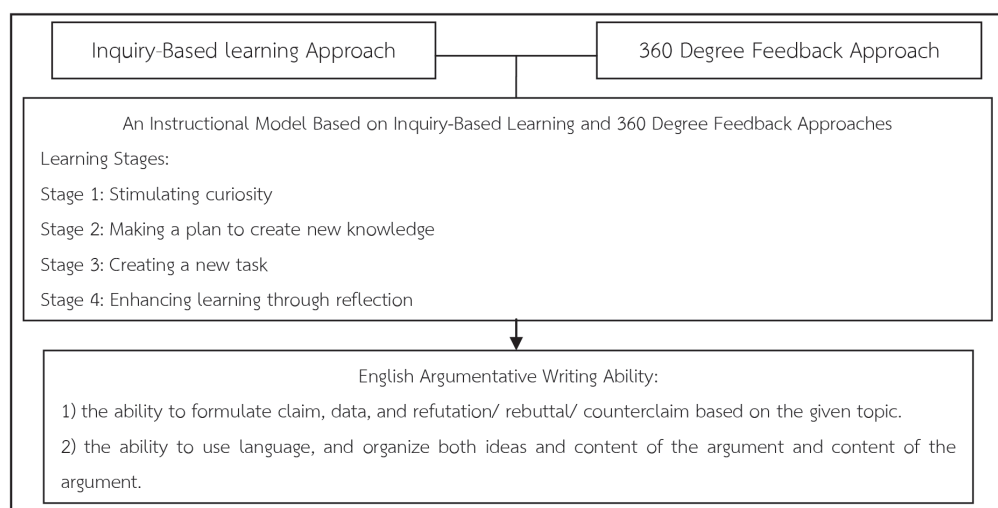 Inquiry-Based learning Approach
360 Degree Feedback Approach
An Instructional Model Based on Inquiry-Based Learning and 360 Degree Feedback Approaches
Learning Stages:
Stage 1: Stimulating curiosity
Stage 2: Making a plan to create new knowledge
Stage 3: Creating a new task
Stage 4: Enhancing learning through reflection
English Argumentative Writing Ability:
1) the ability to formulate claim, data, and refutation/ rebuttal/ counterclaim based on the given topic.
2) the ability to use language, and organize both ideas and content of the argument and content of the
argument.